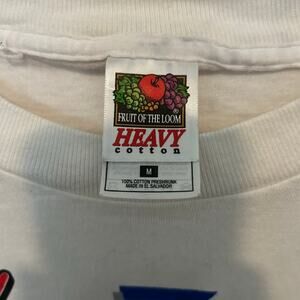 FRUIT OF THE LOOM
HEAVY
cotton
M
100% COTTON PRESHRUNK
MADE IN EL SALVADOR